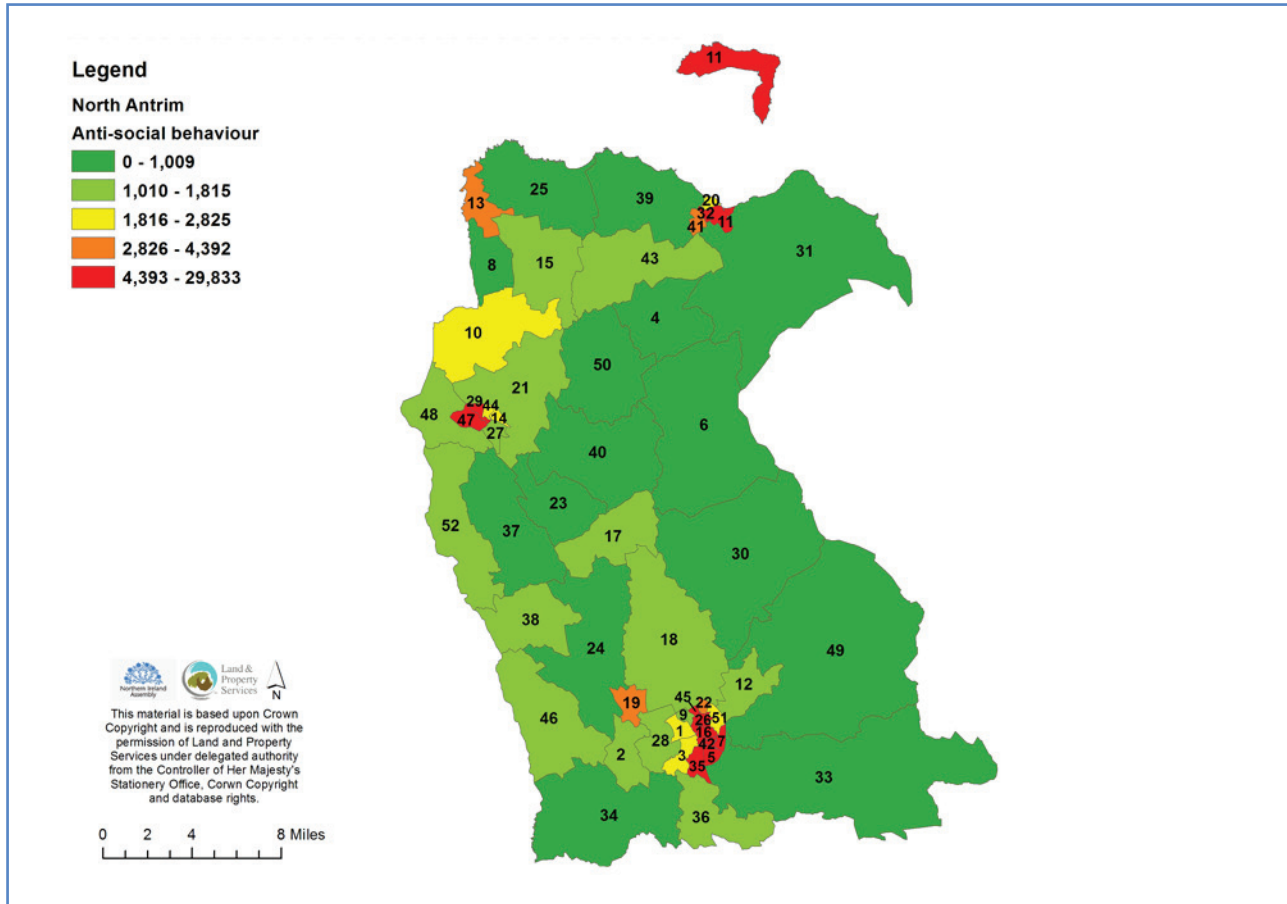 Legend
North Antrim
Anti-social behaviour
0 - 1,009
1,010 - 1,815
1,816 - 2,825
2,826 - 4,392
4,393 - 29,833
11
25
39
20
13
32
41
11
31
8
15
43
4
10
50
21
6
29
44
48
47
14
27
40
23
52
37
17
30
38
18
24
49
12
19
45
22
9
26
51
46
1
16
28
42
7
2
3
5
35
33
34
36
Northern Ireland
Assembly
Land &
Property
Services
N
This material is based upon Crown
Copyright and is reproduced with the
permission of Land and Property
Services under delegated authority
from the Controller of Her Majesty's
Stationery Office, Corwn Copyright
and database rights.
0 2 4 8 Miles